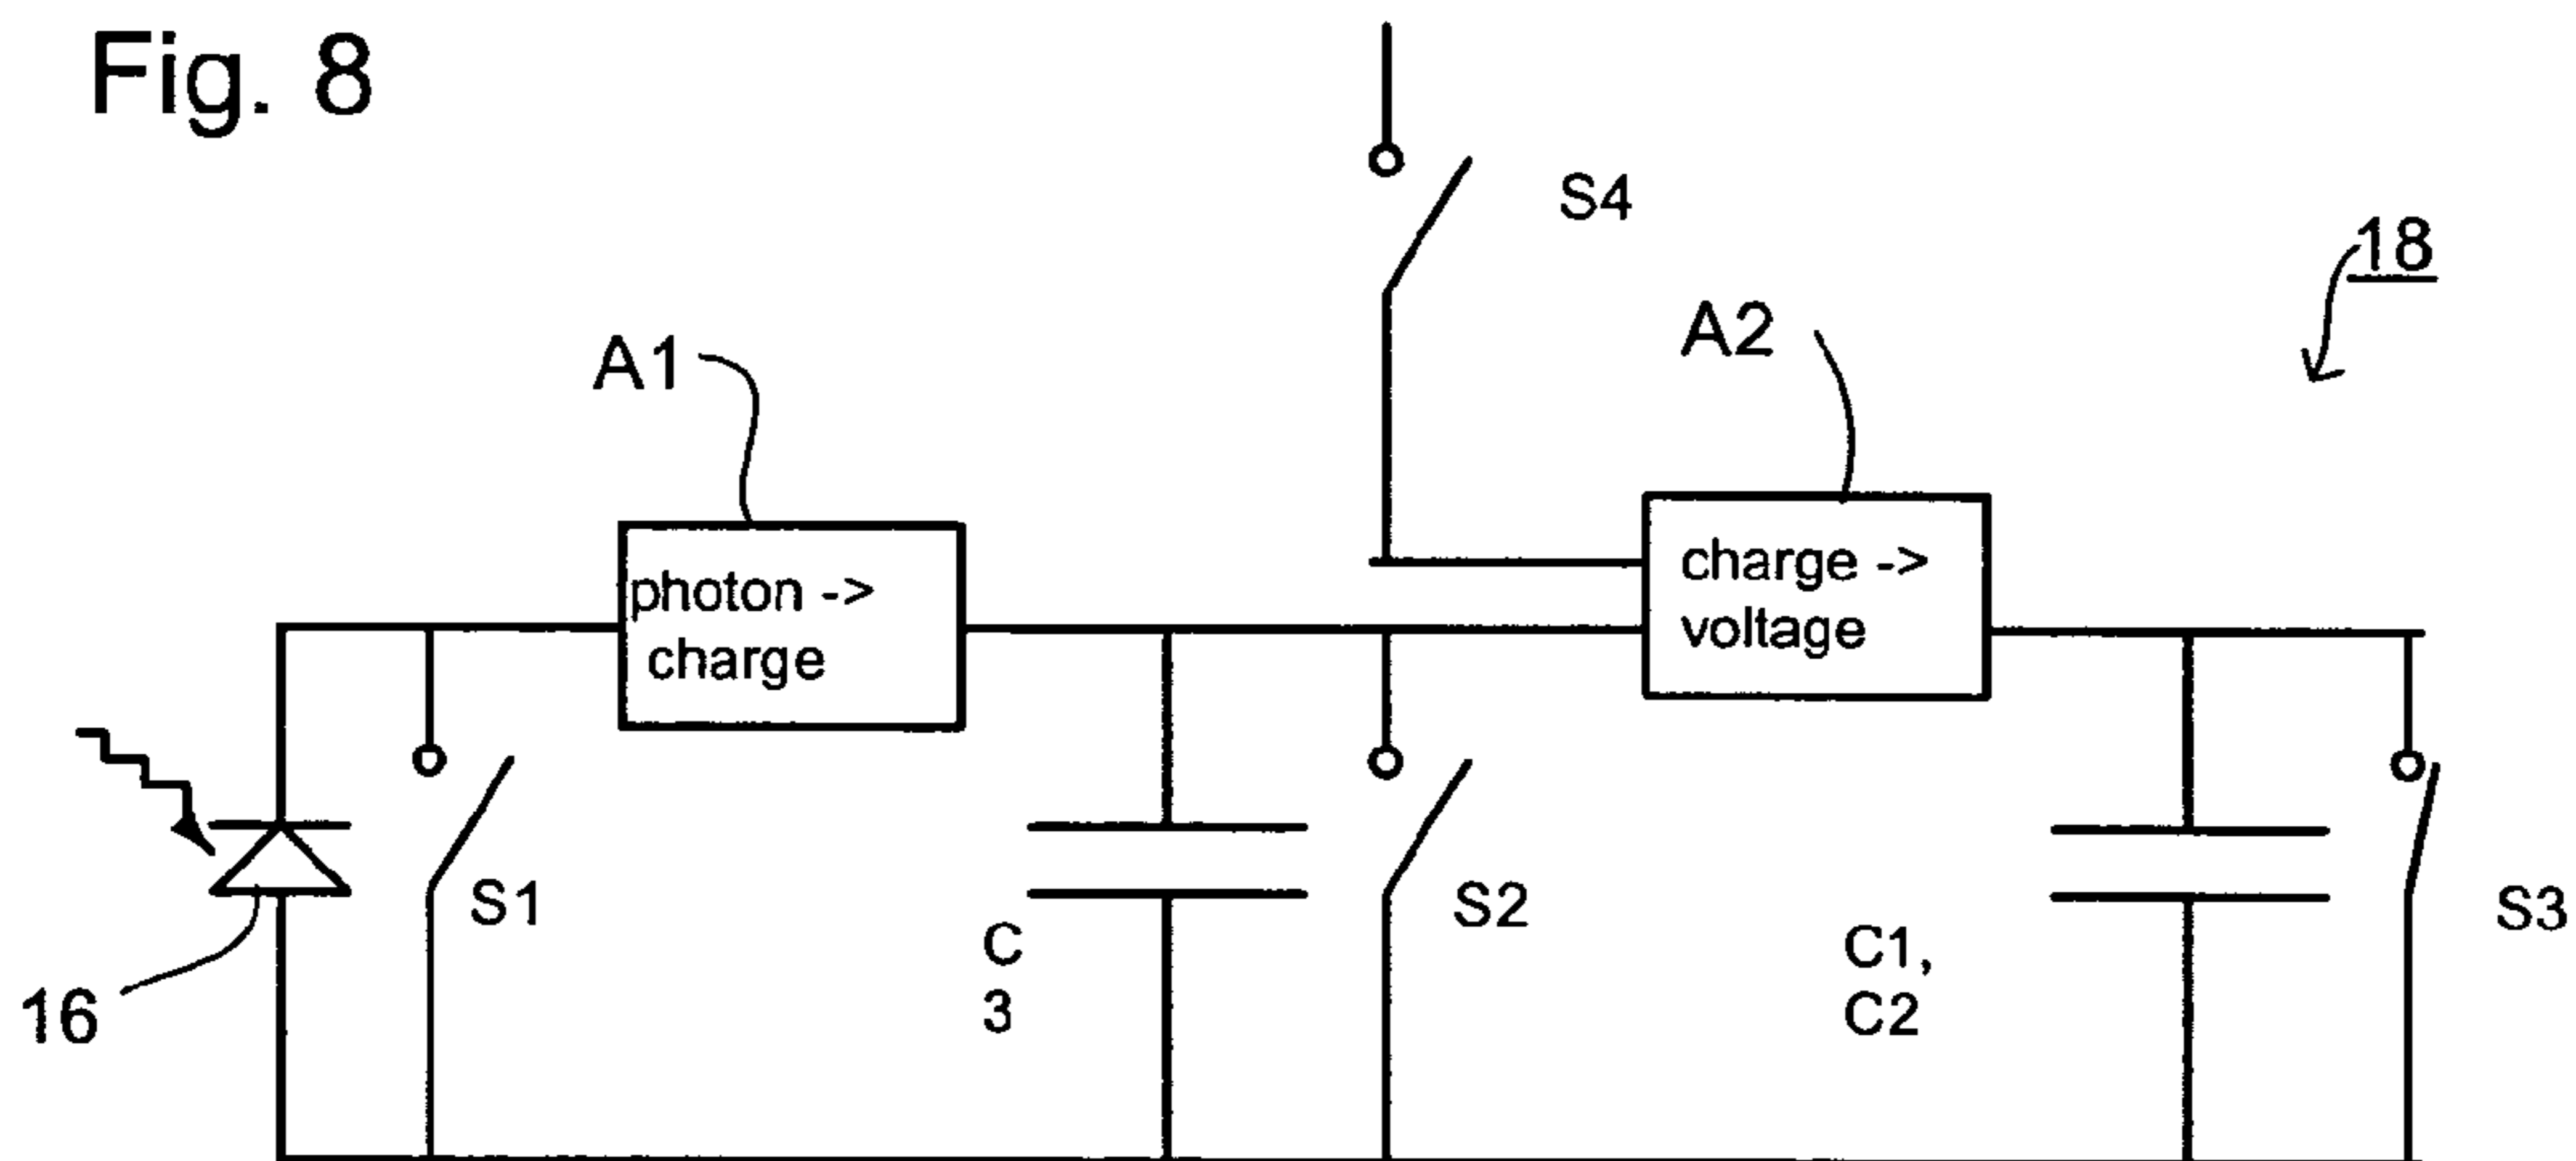 Fig. 8
S4
18
A1
A2
photon ->
charge
charge ->
voltage
S1
16
C
3
S2
C1,
C2
S3